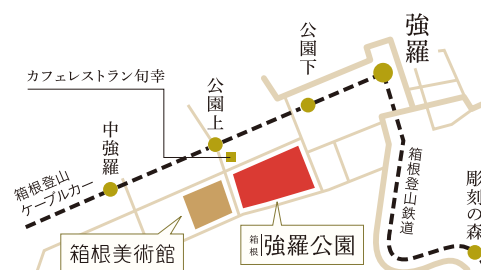 強羅
公園下
カフェレストラン旬幸
公園上
中強羅
箱根登山
ケーブルカー
箱根登山鉄道
彫刻の森
箱根美術館
箱根
強羅公園